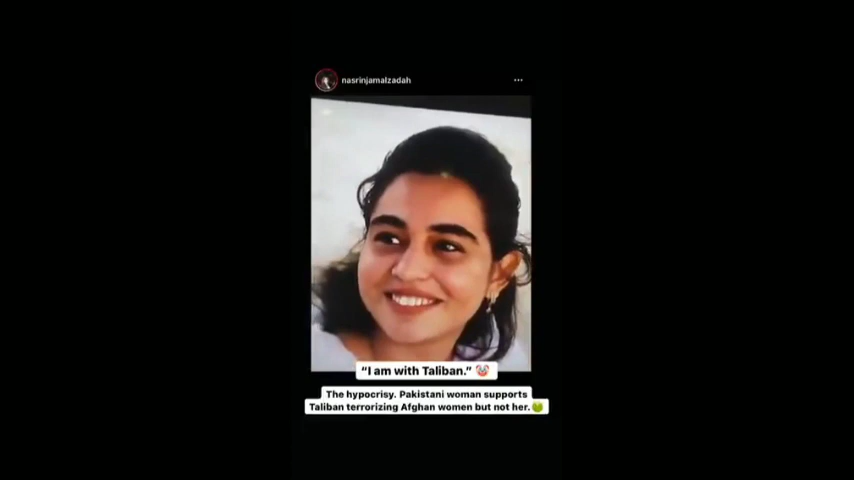 nasrinjamalzadah
“I am with Taliban.” 🤡
The hypocrisy. Pakistani woman supports
Taliban terrorizing Afghan women but not her.🤢